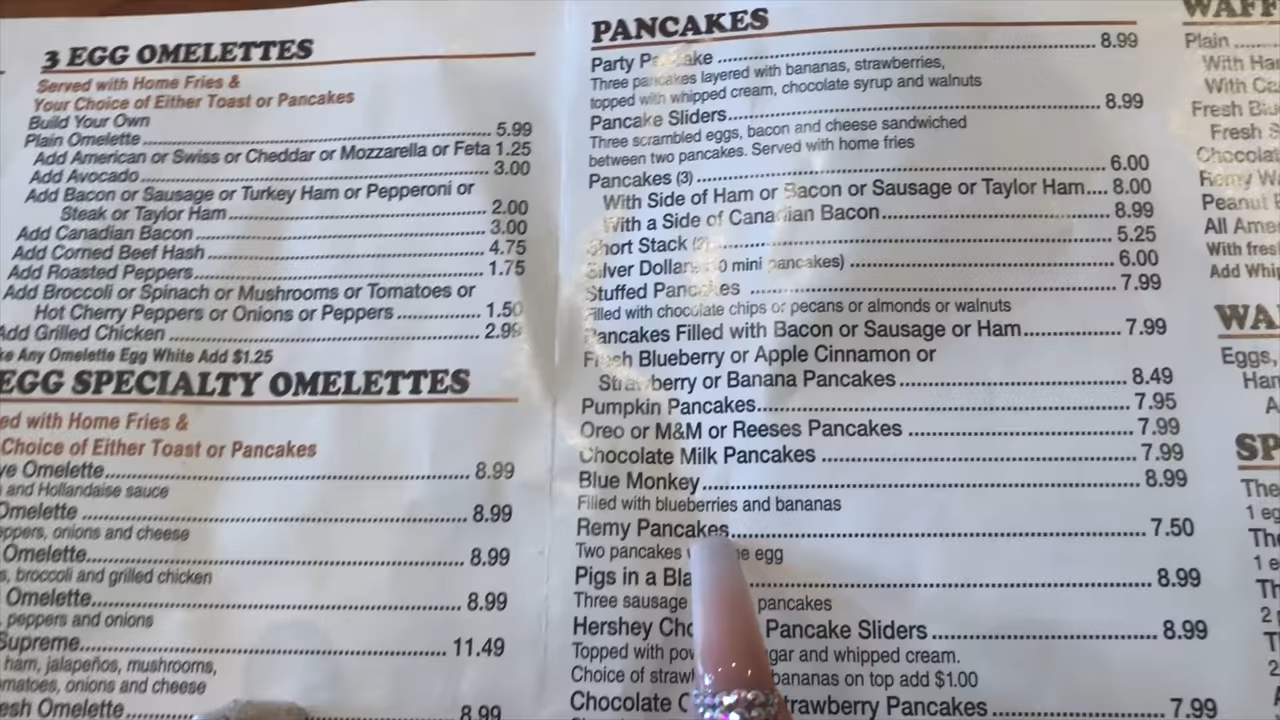 3 EGG OMELETTES
Served with Home Fries &
Your Choice of Either Toast or Pancakes
Build Your Own
Plain Omelette 5.99
Add American or Swiss or Cheddar or Mozzarella or Feta 1.25
Add Avocado 3.00
Add Bacon or Sausage or Turkey Ham or Pepperoni or
Steak or Taylor Ham 2.00
Add Canadian Bacon 3.00
Add Corned Beef Hash 4.75
Add Roasted Peppers 1.75
Add Broccoli or Spinach or Mushrooms or Tomatoes or
Hot Cherry Peppers or Onions or Peppers 1.50
Add Grilled Chicken 2.99
Any Omelette Egg White Add $1.25
EGG SPECIALTY OMELETTES
with Home Fries &
Choice of Either Toast or Pancakes
Omelette 8.99
and Hollandaise sauce
Omelette 8.99
onions and cheese
Omelette 8.99
broccoli and grilled chicken
Omelette 8.99
peppers and onions
Supreme 11.49
ham, jalapeños, mushrooms,
onions and cheese
Omelette 8.99
PANCAKES
Party 8.99
Three pancakes layered with bananas, strawberries,
topped with whipped cream, chocolate syrup and walnuts
Pancake Sliders 8.99
Three scrambled eggs, bacon and cheese sandwiched
between two pancakes. Served with home fries
Pancakes (3) 6.00
With Side of Ham or Bacon or Sausage or Taylor Ham 8.00
With a Side of Canadian Bacon 8.99
Short Stack (2) 5.25
Silver Dollar mini pancakes) 6.00
Stuffed Pancakes 7.99
Filled with chocolate chips or pecans or almonds or walnuts
Pancakes Filled with Bacon or Sausage or Ham 7.99
Fresh Blueberry or Apple Cinnamon or
Strawberry or Banana Pancakes 8.49
Pumpkin Pancakes 7.95
Oreo or M&M or Reeses Pancakes 7.99
Chocolate Milk Pancakes 7.99
Blue Monkey 8.99
Filled with blueberries and bananas
Remy Pancakes 7.50
Two pancakes egg
Pigs in a 8.99
Three sausage pancakes
Hershey Pancake Sliders 8.99
Topped with and whipped cream.
Choice of bananas on top add $1.00
Chocolate Strawberry Pancakes 7.99
Plain
With
With
Fresh
Fresh
Remy
Peanut
All
With
Add
Eggs,
The